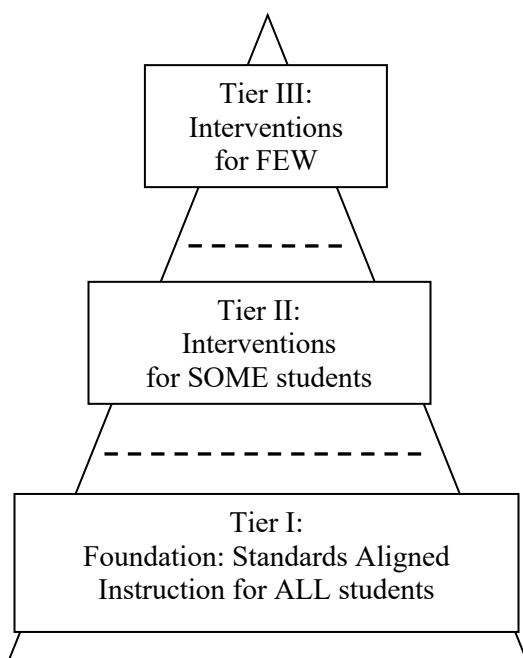 Tier III:
Interventions
for FEW
Tier II:
Interventions
for SOME students
Tier I:
Foundation: Standards Aligned
Instruction for ALL students